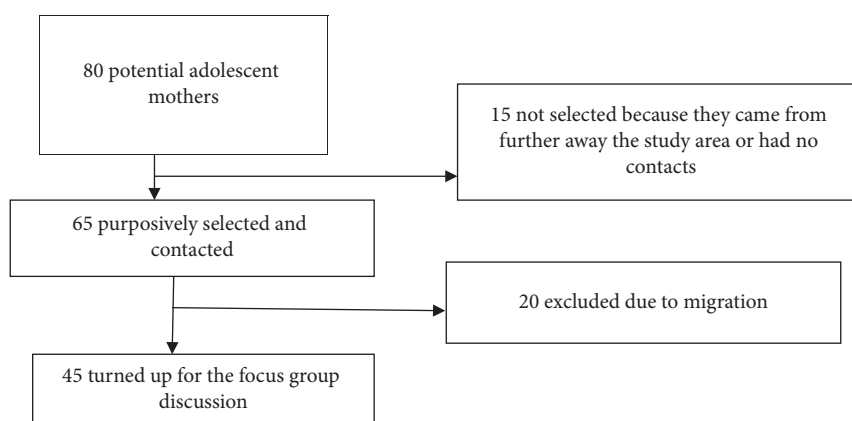 80 potential adolescent
mothers
15 not selected because they came from
further away the study area or had no
contacts
65 purposively selected and
contacted
20 excluded due to migration
45 turned up for the focus group
discussion